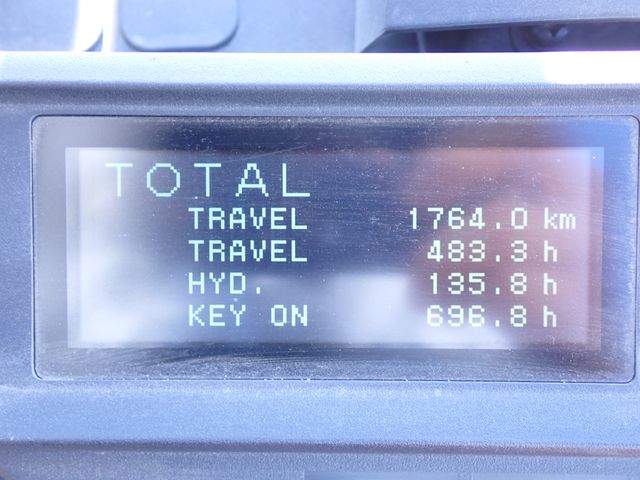 TOTAL
TRAVEL 1764.0 km
TRAVEL 483.3 h
HYD. 135.8 h
KEY ON 696.8 h